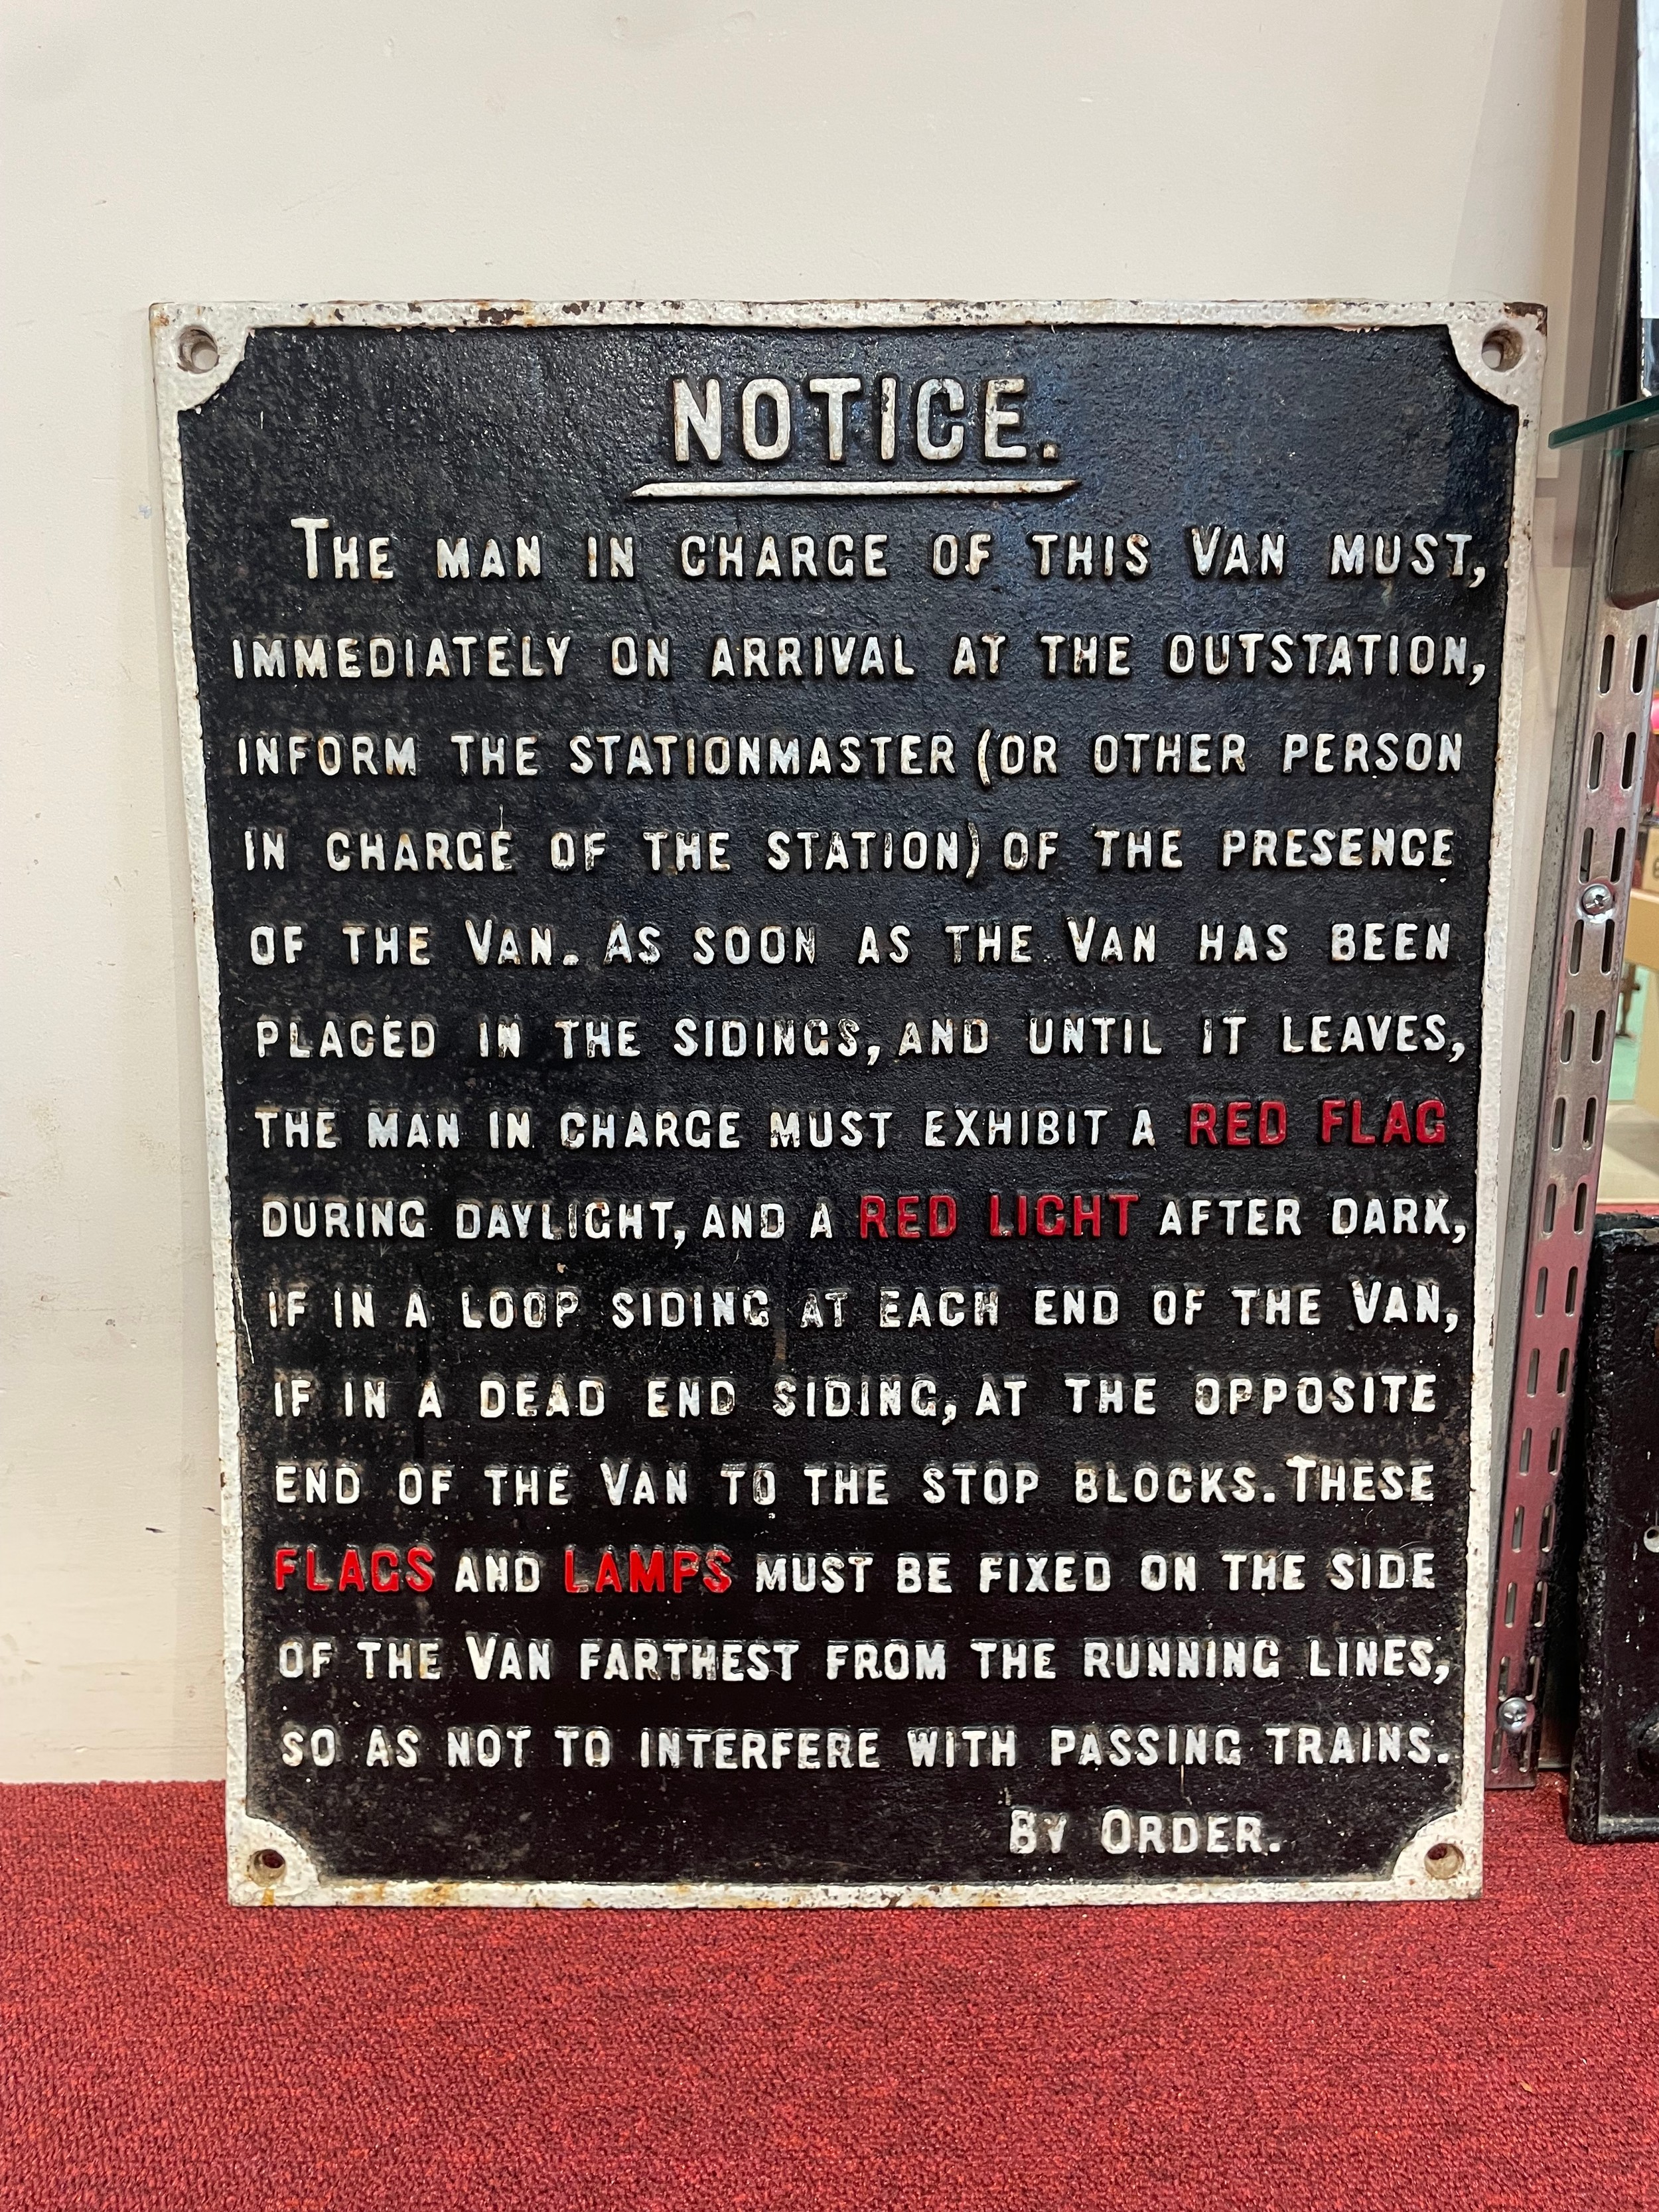 NOTICE.
THE MAN IN CHARGE OF THIS VAN MUST,
IMMEDIATELY ON ARRIVAL AT THE OUTSTATION,
INFORM THE STATIONMASTER (OR OTHER PERSON
IN CHARGE OF THE STATION) OF THE PRESENCE
OF THE VAN. AS SOON AS THE VAN HAS BEEN
PLACED IN THE SIDINGS, AND UNTIL IT LEAVES,
THE MAN IN CHARGE MUST EXHIBIT A RED FLAG
DURING DAYLIGHT, AND A RED LIGHT AFTER DARK,
IF IN A LOOP SIDING AT EACH END OF THE VAN,
IF IN A DEAD END SIDING, AT THE OPPOSITE
END OF THE VAN TO THE STOP BLOCKS. THESE
FLAGS AND LAMPS MUST BE FIXED ON THE SIDE
OF THE VAN FARTHEST FROM THE RUNNING LINES,
SO AS NOT TO INTERFERE WITH PASSING TRAINS.
BY ORDER.